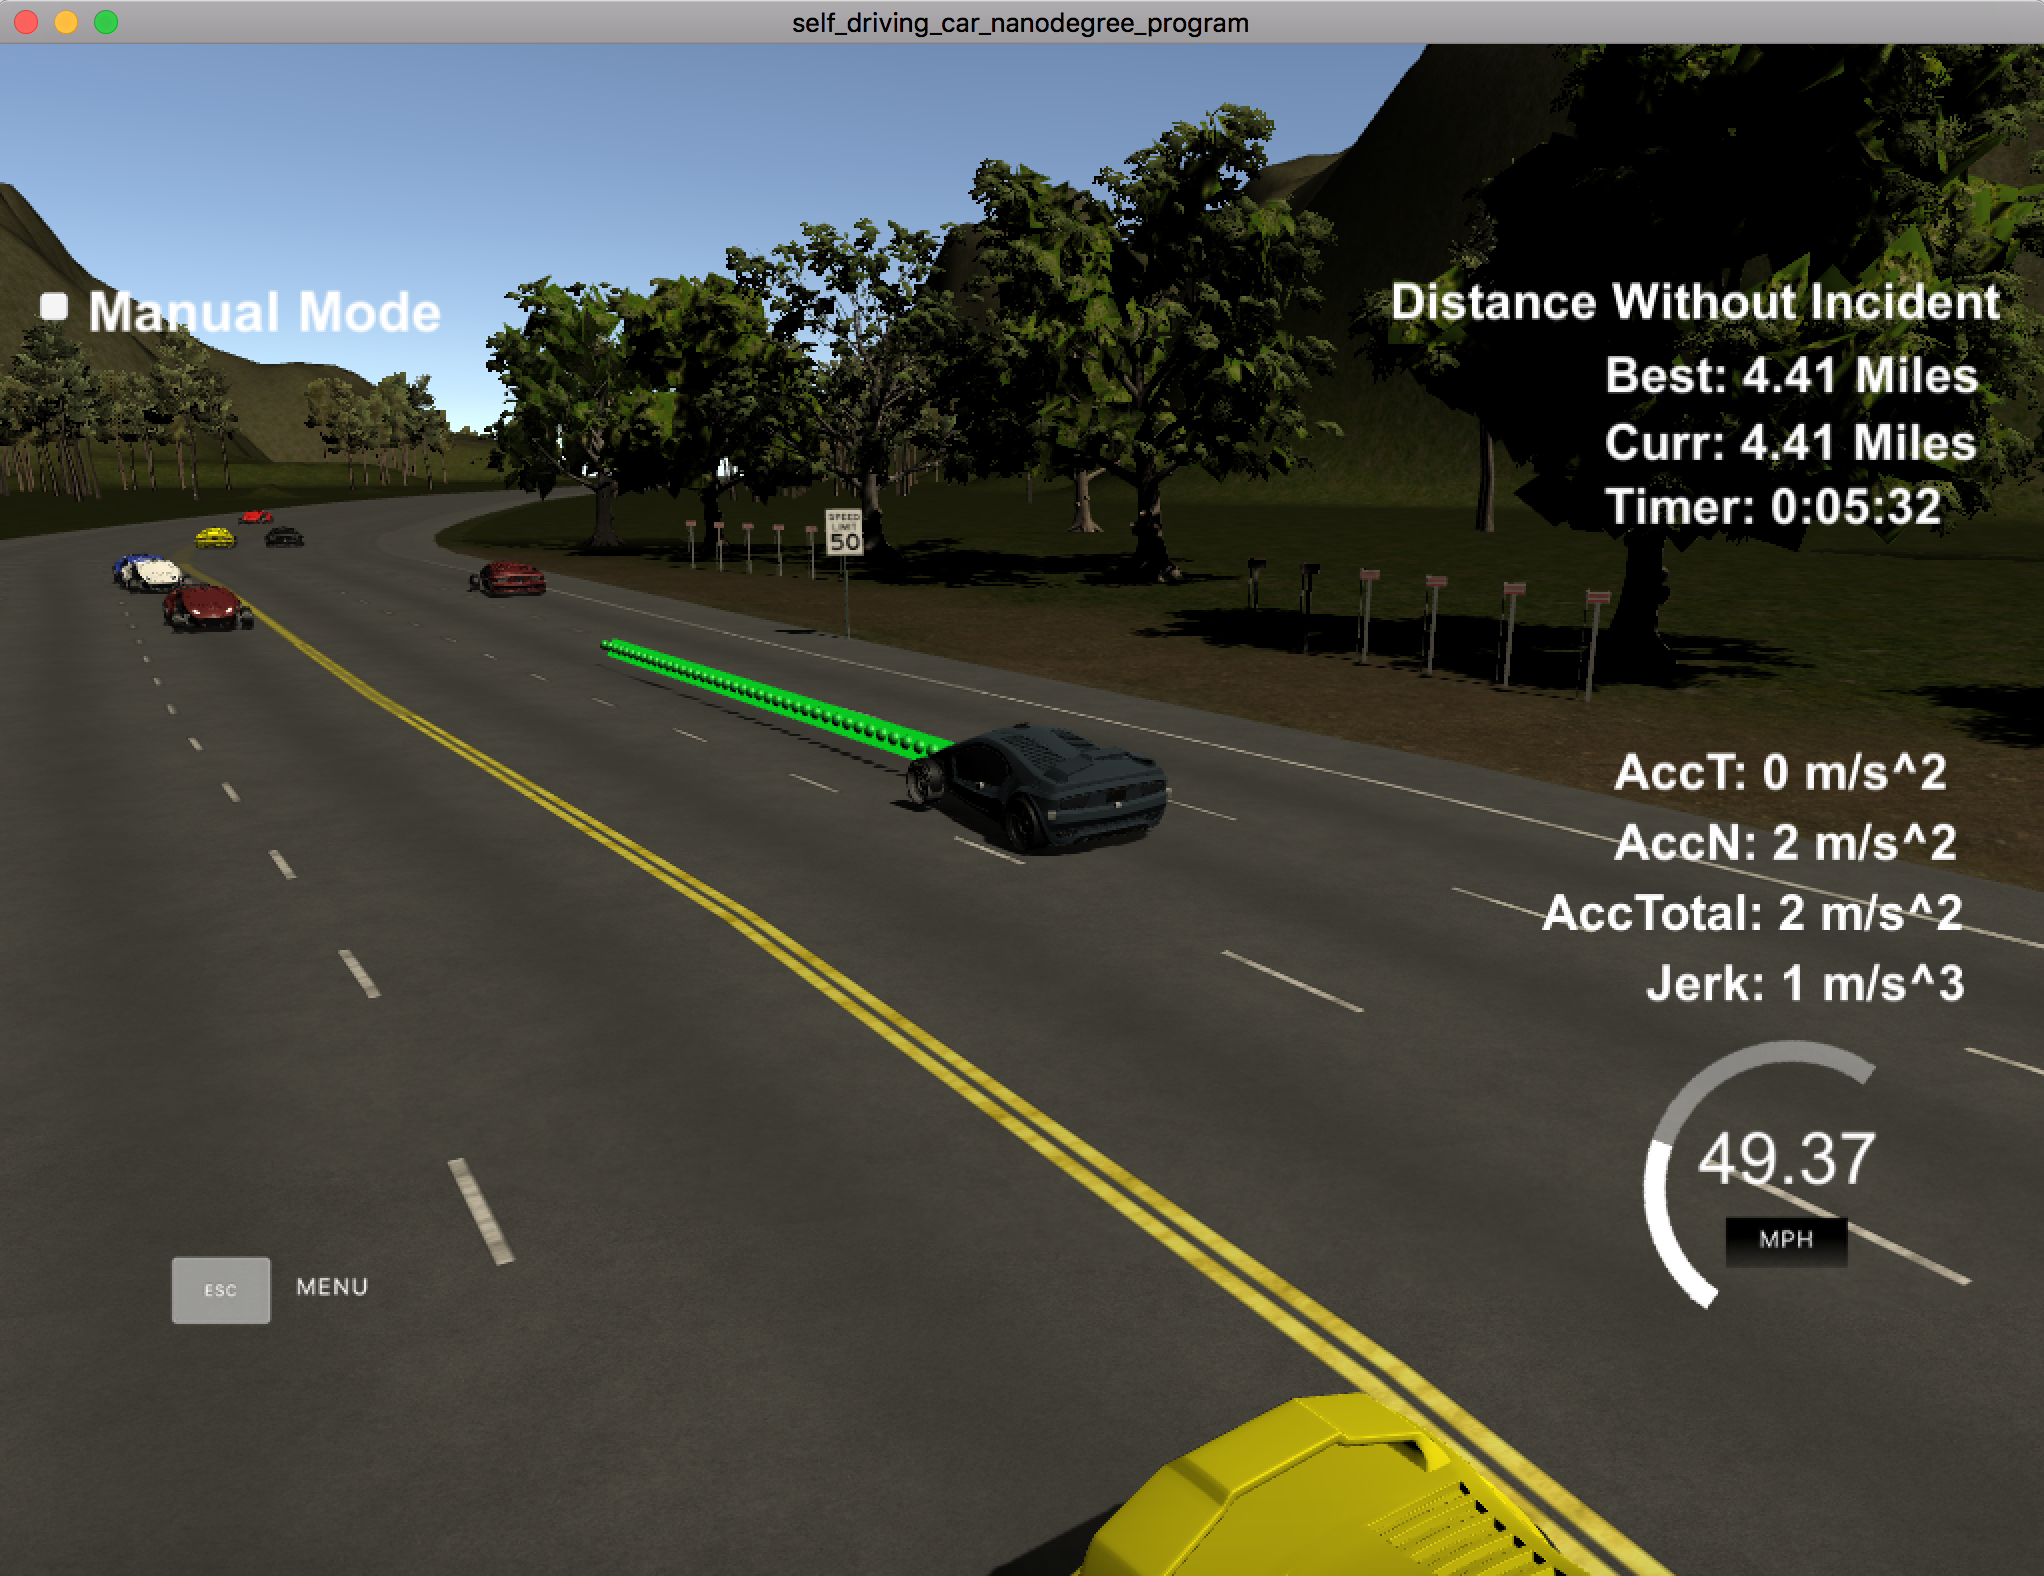 self_driving_car_nanodegree_program
Manual Mode
Distance Without Incident
Best: 4.41 Miles
Curr: 4.41 Miles
Timer: 0:05:32
SPEED
LIMIT
50
AccT: 0 m/s^2
AccN: 2 m/s^2
AccTotal: 2 m/s^2
Jerk: 1 m/s^3
49.37
MPH
ESC MENU